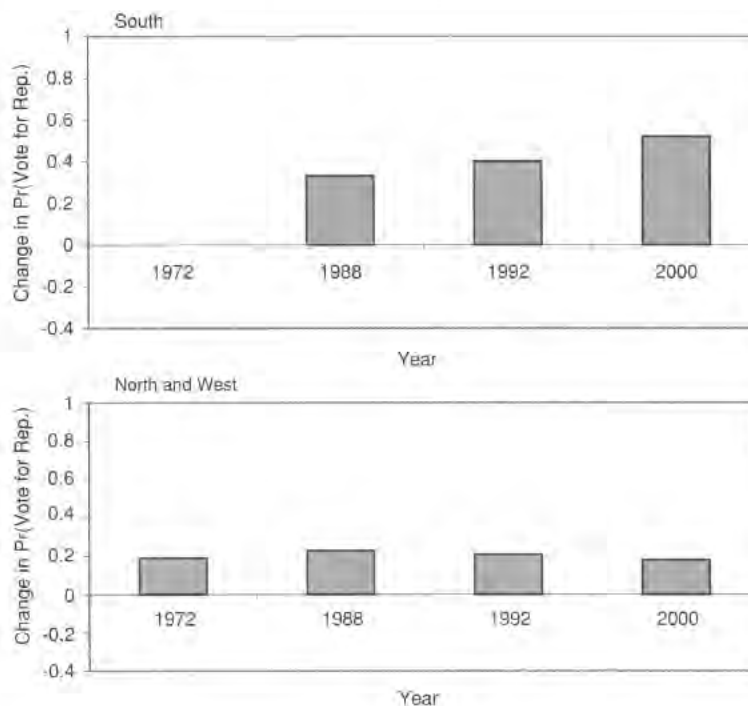 South
Change in Pr(Vote for Rep.)
1
0.8
0.6
0.4
0.2
0
-0.2
-0.4
1972 1988 1992 2000
Year
North and West
Change in Pr(Vote for Rep.)
1
0.8
0.6
0.4
0.2
0
-0.2
-0.4
1972 1988 1992 2000
Year